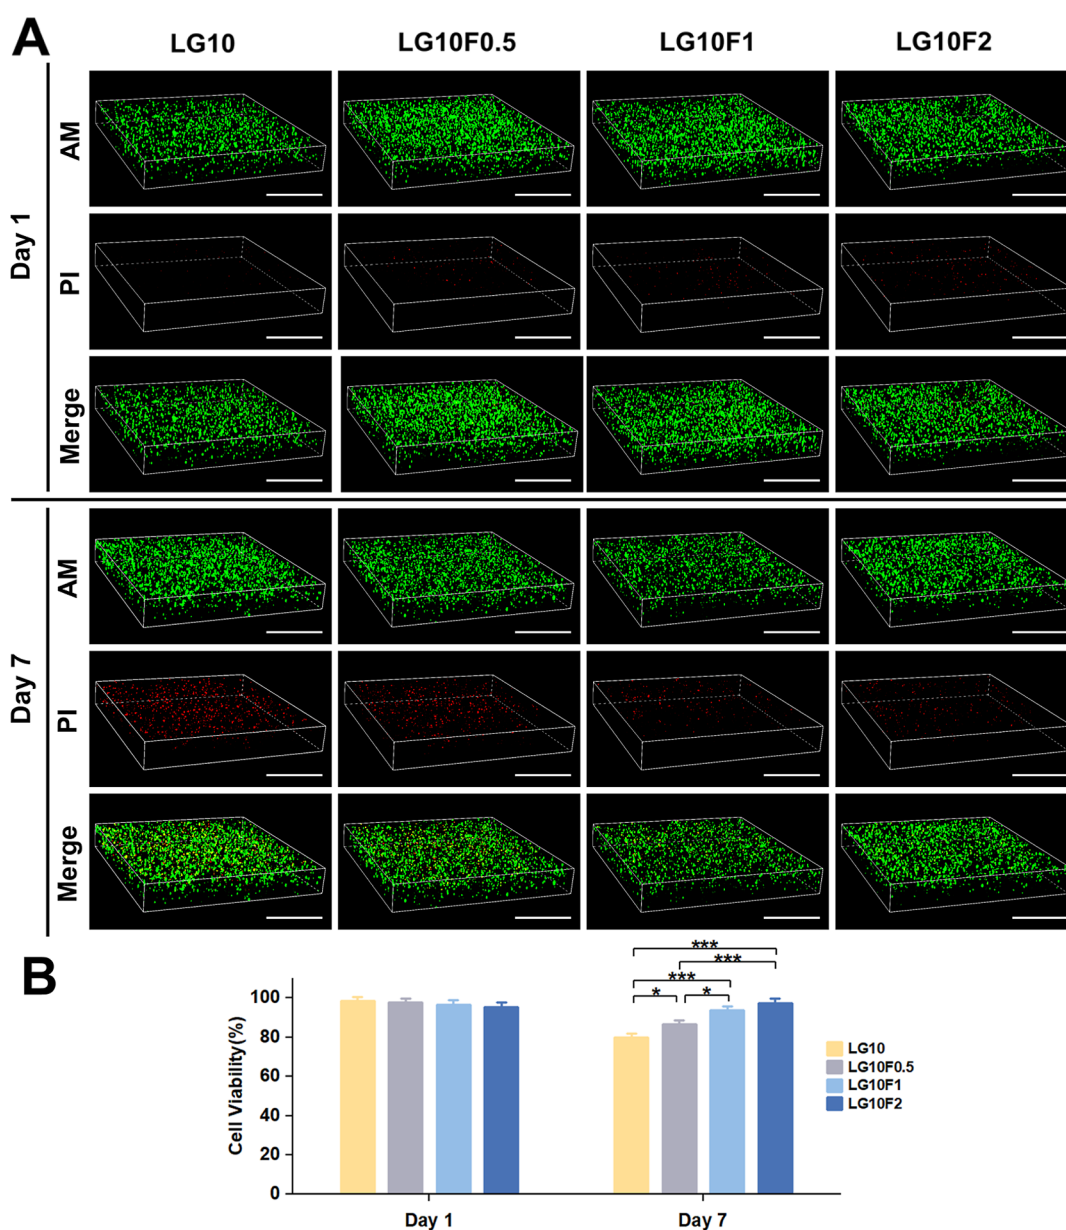 A
LG10 LG10F0.5 LG10F1 LG10F2
Day 1
AM
PI
Merge
Day 7
AM
PI
Merge
B
***
***
***
* *
Cell Viability(%)
100
80
60
40
20
0
Day 1 Day 7
LG10
LG10F0.5
LG10F1
LG10F2